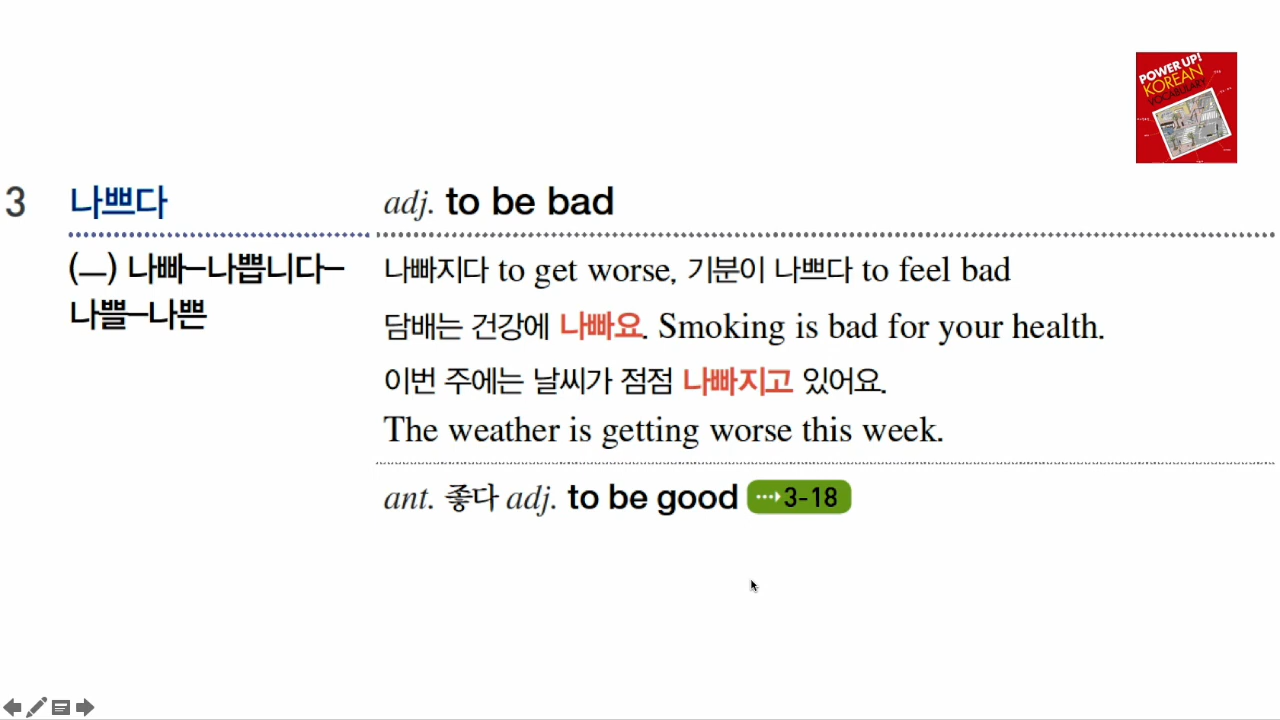 POWER UP!
KOREAN
VOCABULARY
3 나쁘다 adj. to be bad
(ㅡ) 나빠–나쁩니다–
나쁠–나쁜
나빠지다 to get worse, 기분이 나쁘다 to feel bad
담배는 건강에 나빠요. Smoking is bad for your health.
이번 주에는 날씨가 점점 나빠지고 있어요.
The weather is getting worse this week.
ant. 좋다 adj. to be good ····▸ 3-18